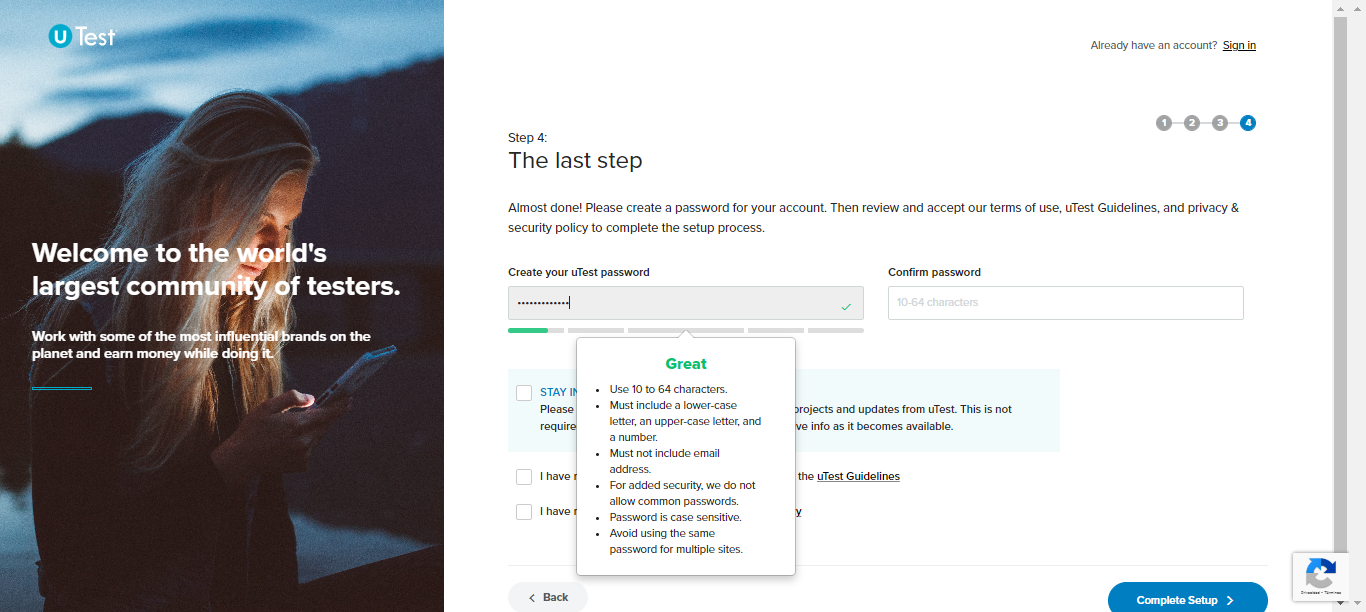 uTest
Already have an account? Sign in
1 2 3 4
Step 4:
The last step
Almost done! Please create a password for your account. Then review and accept our terms of use, uTest Guidelines, and privacy &
security policy to complete the setup process.
Welcome to the world's
largest community of testers.
Work with some of the most influential brands on the
planet and earn money while doing it.
Create your uTest password
Confirm password
10-64 characters
Great
Use 10 to 64 characters.
Must include a lower-case
letter, an upper-case letter, and
a number.
Must not include email
address.
For added security, we do not
allow common passwords.
Password is case sensitive.
Avoid using the same
password for multiple sites.
STAY IN
Please projects and updates from uTest. This is not
require ve info as it becomes available.
I have r the uTest Guidelines
I have r y
Back
Complete Setup